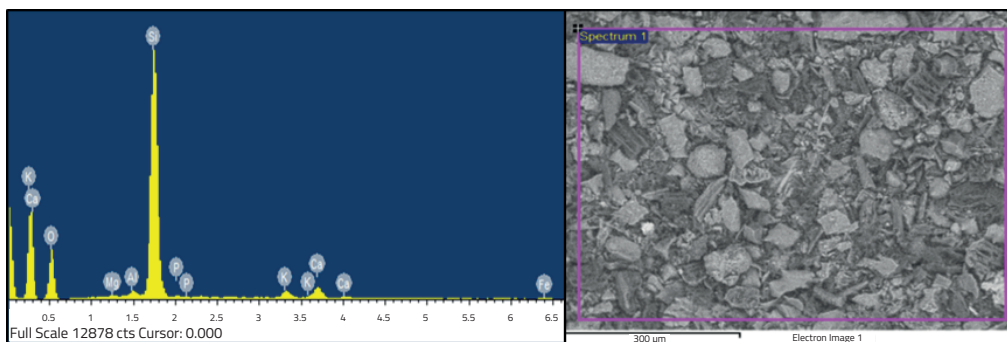 Si
K
Ca
O
Mg
Al
P
P
K
K
Ca
Ca
Fe
0.5 1 1.5 2 2.5 3 3.5 4 4.5 5 5.5 6 6.5
Full Scale 12878 cts Cursor: 0.000
Spectrum 1
300 µm Electron Image 1